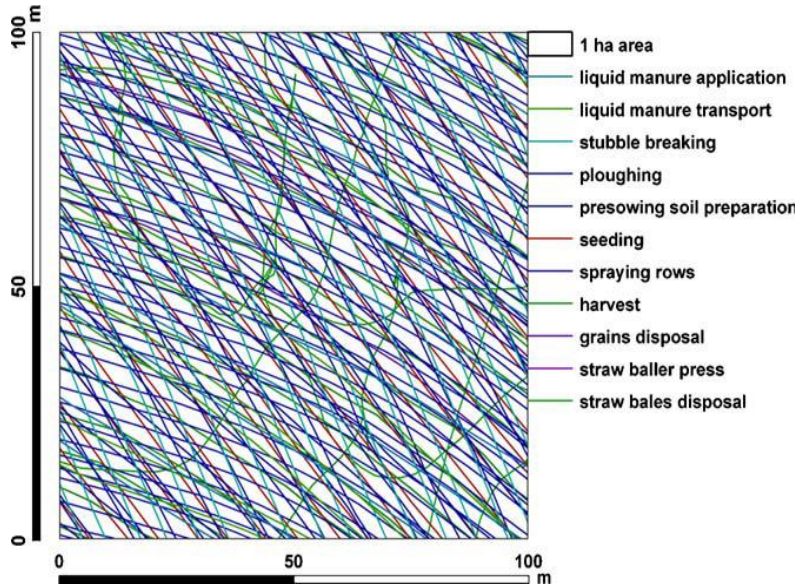 m
100
50
0
0
50
100
m
1 ha area
liquid manure application
liquid manure transport
stubble breaking
ploughing
presowing soil preparation
seeding
spraying rows
harvest
grains disposal
straw baller press
straw bales disposal